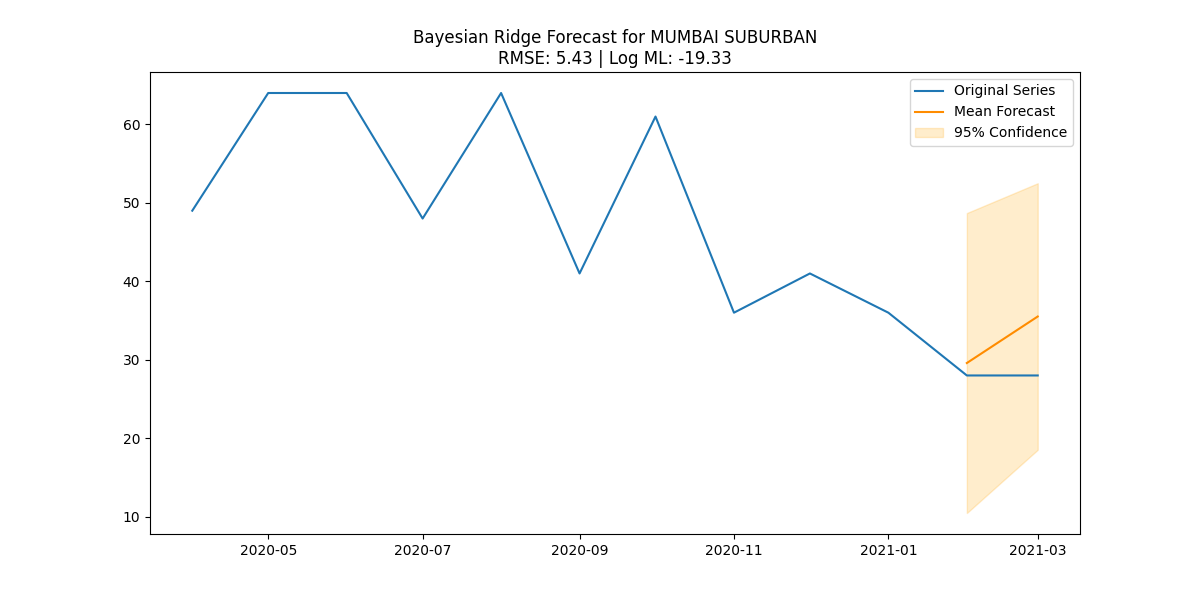 Bayesian Ridge Forecast for MUMBAI SUBURBAN
RMSE: 5.43 | Log ML: -19.33
Original Series
Mean Forecast
95% Confidence
60
50
40
30
20
10
2020-05
2020-07
2020-09
2020-11
2021-01
2021-03